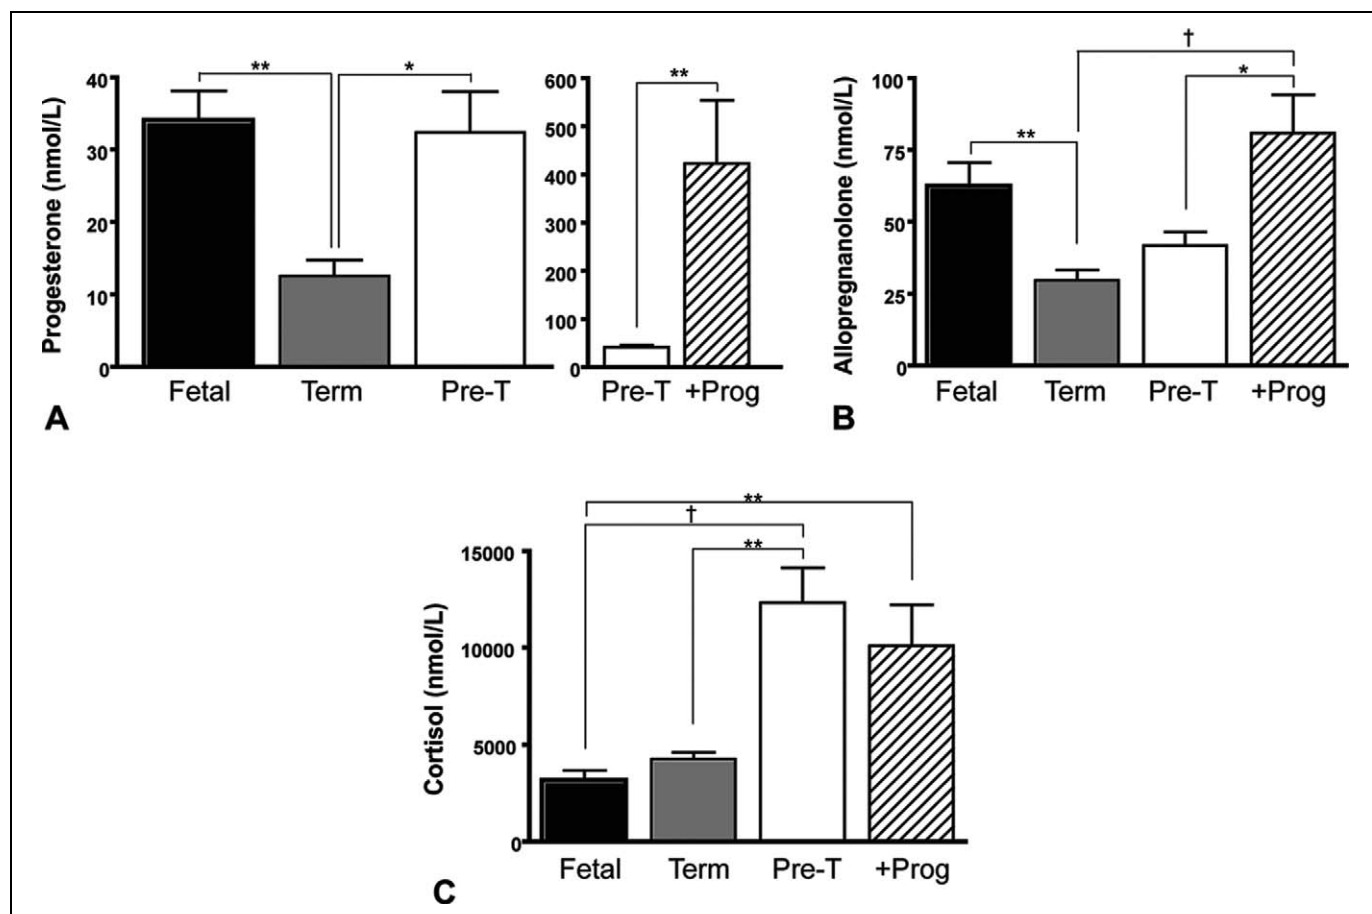 ** *
40
30
20
10
0
Progesterone (nmol/L)
Fetal Term Pre-T
**
600
500
400
300
200
100
0
Pre-T +Prog
A
†
*
**
100
75
50
25
0
Allopregnanolone (nmol/L)
Fetal Term Pre-T +Prog
B
**
†
**
15000
10000
5000
0
Cortisol (nmol/L)
Fetal Term Pre-T +Prog
C